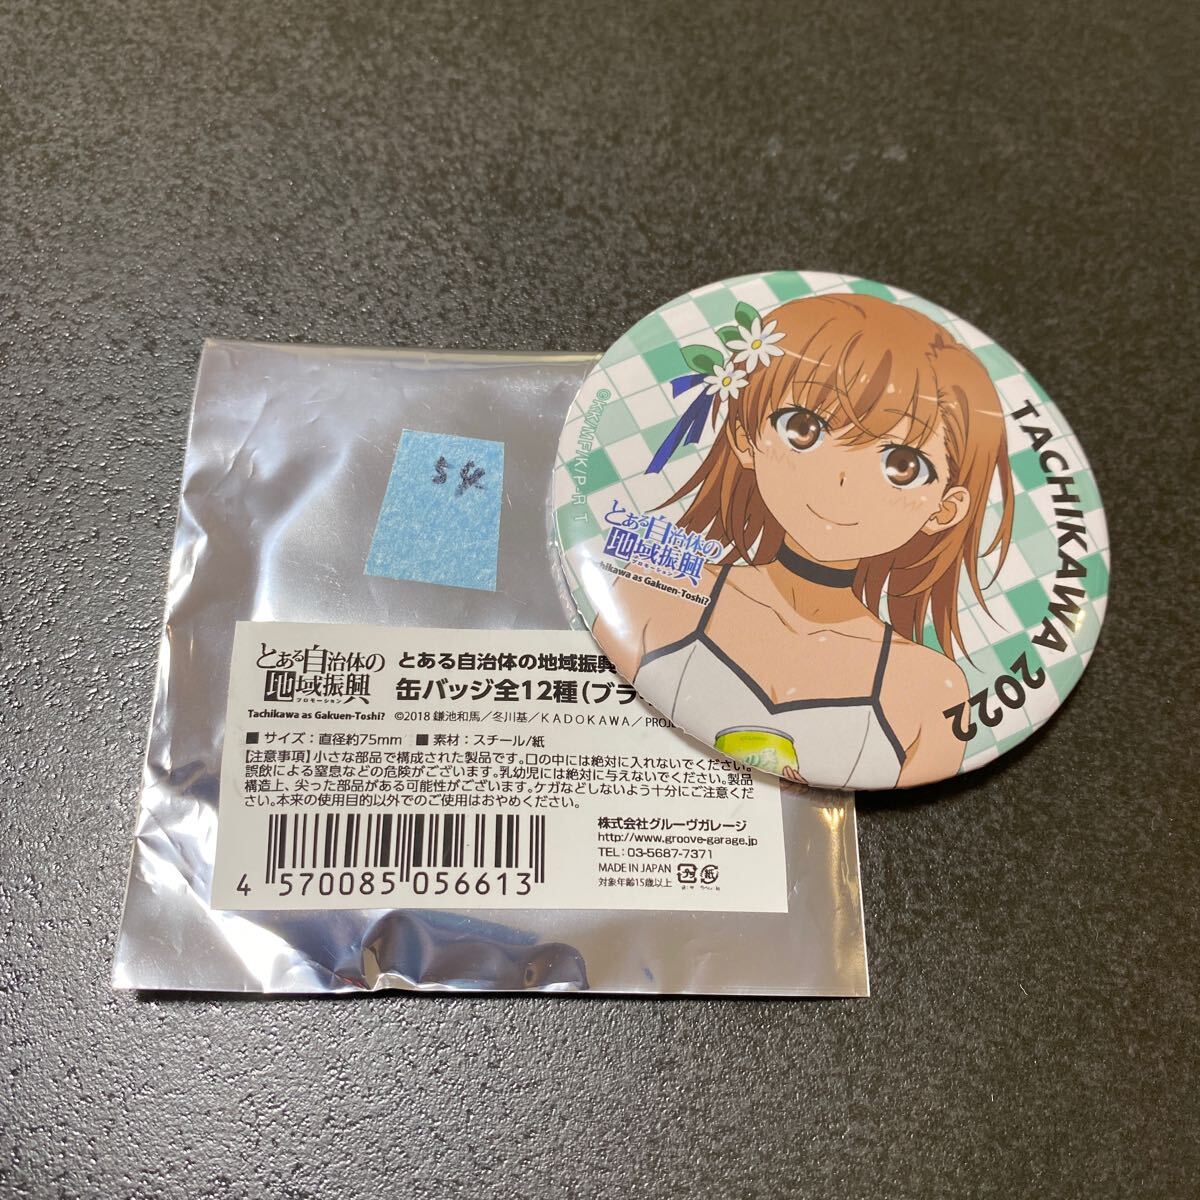 54
とある自治体の
地域振興
プロモーション
Tachikawa as Gakuen-Toshi?
とある自治体の地域振興
缶バッジ全12種(ブラ
©2018 鎌池和馬／冬川基／KADOKAWA／PROJE
■ サイズ：直径約75mm ■ 素材：スチール/紙
【注意事項】小さな部品で構成された製品です。口の中には絶対に入れないでください。
誤飲による窒息などの危険がございます。乳幼児には絶対に与えないでください。製品
構造上、尖った部品がある可能性がございます。ケガなどしないよう十分にご注意くだ
さい。本来の使用目的以外でのご使用はおやめください。
4 570085 056613
株式会社グルーヴガレージ
http://www.groove-garage.jp
TEL：03-5687-7371
MADE IN JAPAN
対象年齢15歳以上
プラ
紙
©K.K/MF/K/P-R T
とある自治体の
地域振興
プロモーション
hikawa as Gakuen-Toshi?
TACHIKAWA 2022